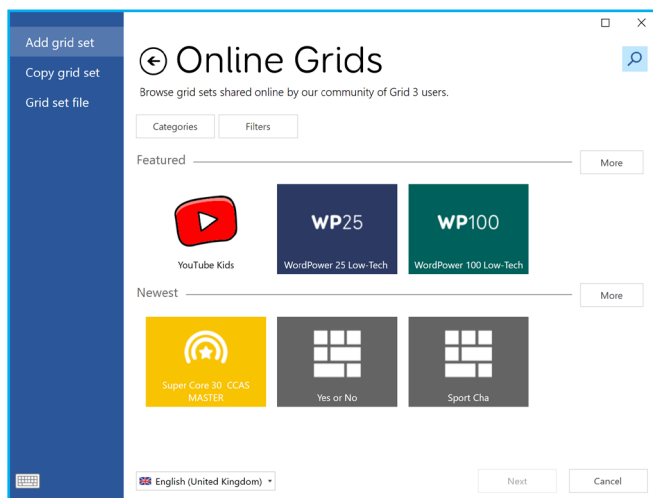 Add grid set
Copy grid set
Grid set file
Online Grids
Browse grid sets shared online by our community of Grid 3 users.
Categories
Filters
Featured
More
YouTube Kids
WP25
WordPower 25 Low-Tech
WP100
WordPower 100 Low-Tech
Newest
More
Super Core 30 CCAS
MASTER
Yes or No
Sport Cha
English (United Kingdom)
Next
Cancel